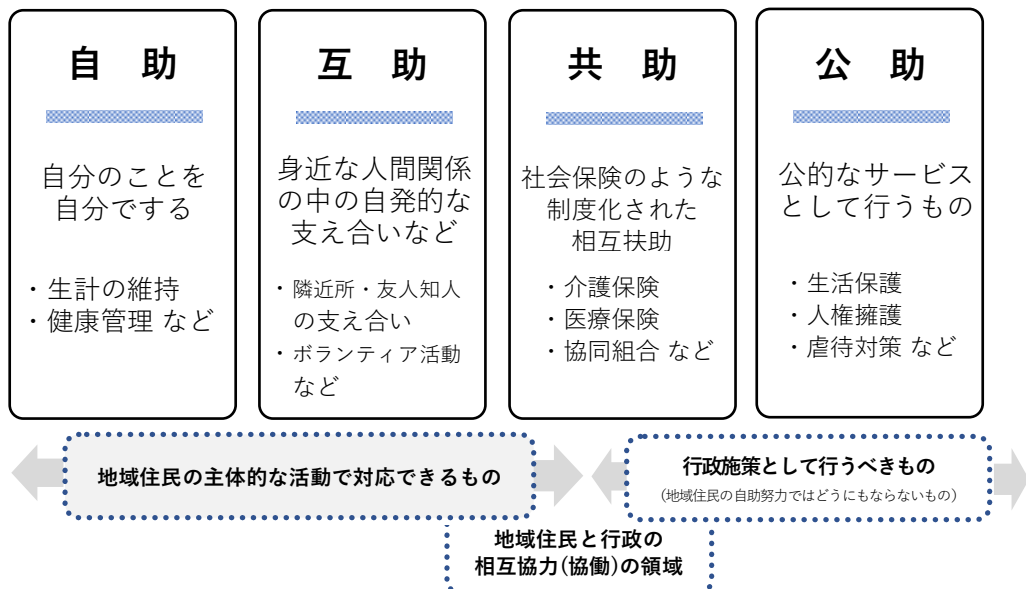 自　助
自分のことを
自分でする
・生計の維持
・健康管理 など
互　助
身近な人間関係
の中の自発的な
支え合いなど
・隣近所・友人知人
の支え合い
・ボランティア活動
など
共　助
社会保険のような
制度化された
相互扶助
・介護保険
・医療保険
・協同組合 など
公　助
公的なサービス
として行うもの
・生活保護
・人権擁護
・虐待対策 など
地域住民の主体的な活動で対応できるもの
行政施策として行うべきもの
(地域住民の自助努力ではどうにもならないもの)
地域住民と行政の
相互協力(協働)の領域